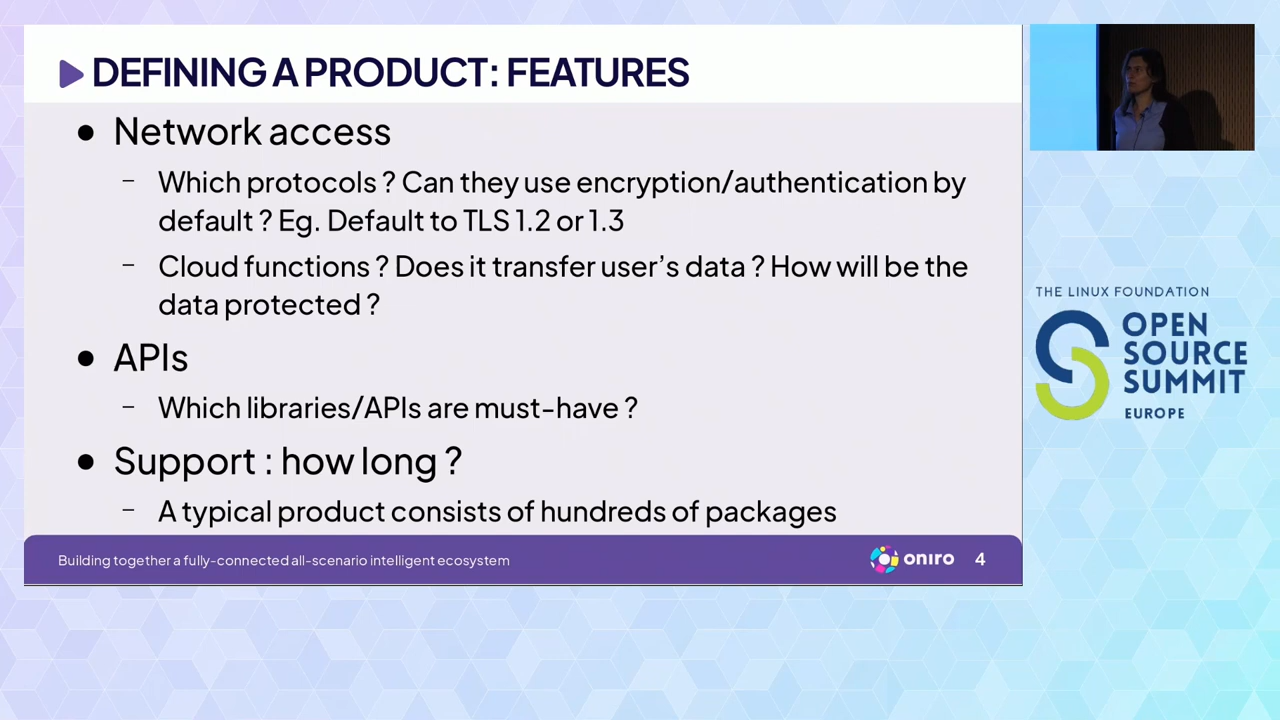 DEFINING A PRODUCT: FEATURES
● Network access
– Which protocols ? Can they use encryption/authentication by
default ? Eg. Default to TLS 1.2 or 1.3
– Cloud functions ? Does it transfer user's data ? How will be the
data protected ?
● APIs
– Which libraries/APIs are must-have ?
● Support : how long ?
– A typical product consists of hundreds of packages
Building together a fully-connected all-scenario intelligent ecosystem
oniro
4
THE LINUX FOUNDATION
OPEN
SOURCE
SUMMIT
EUROPE